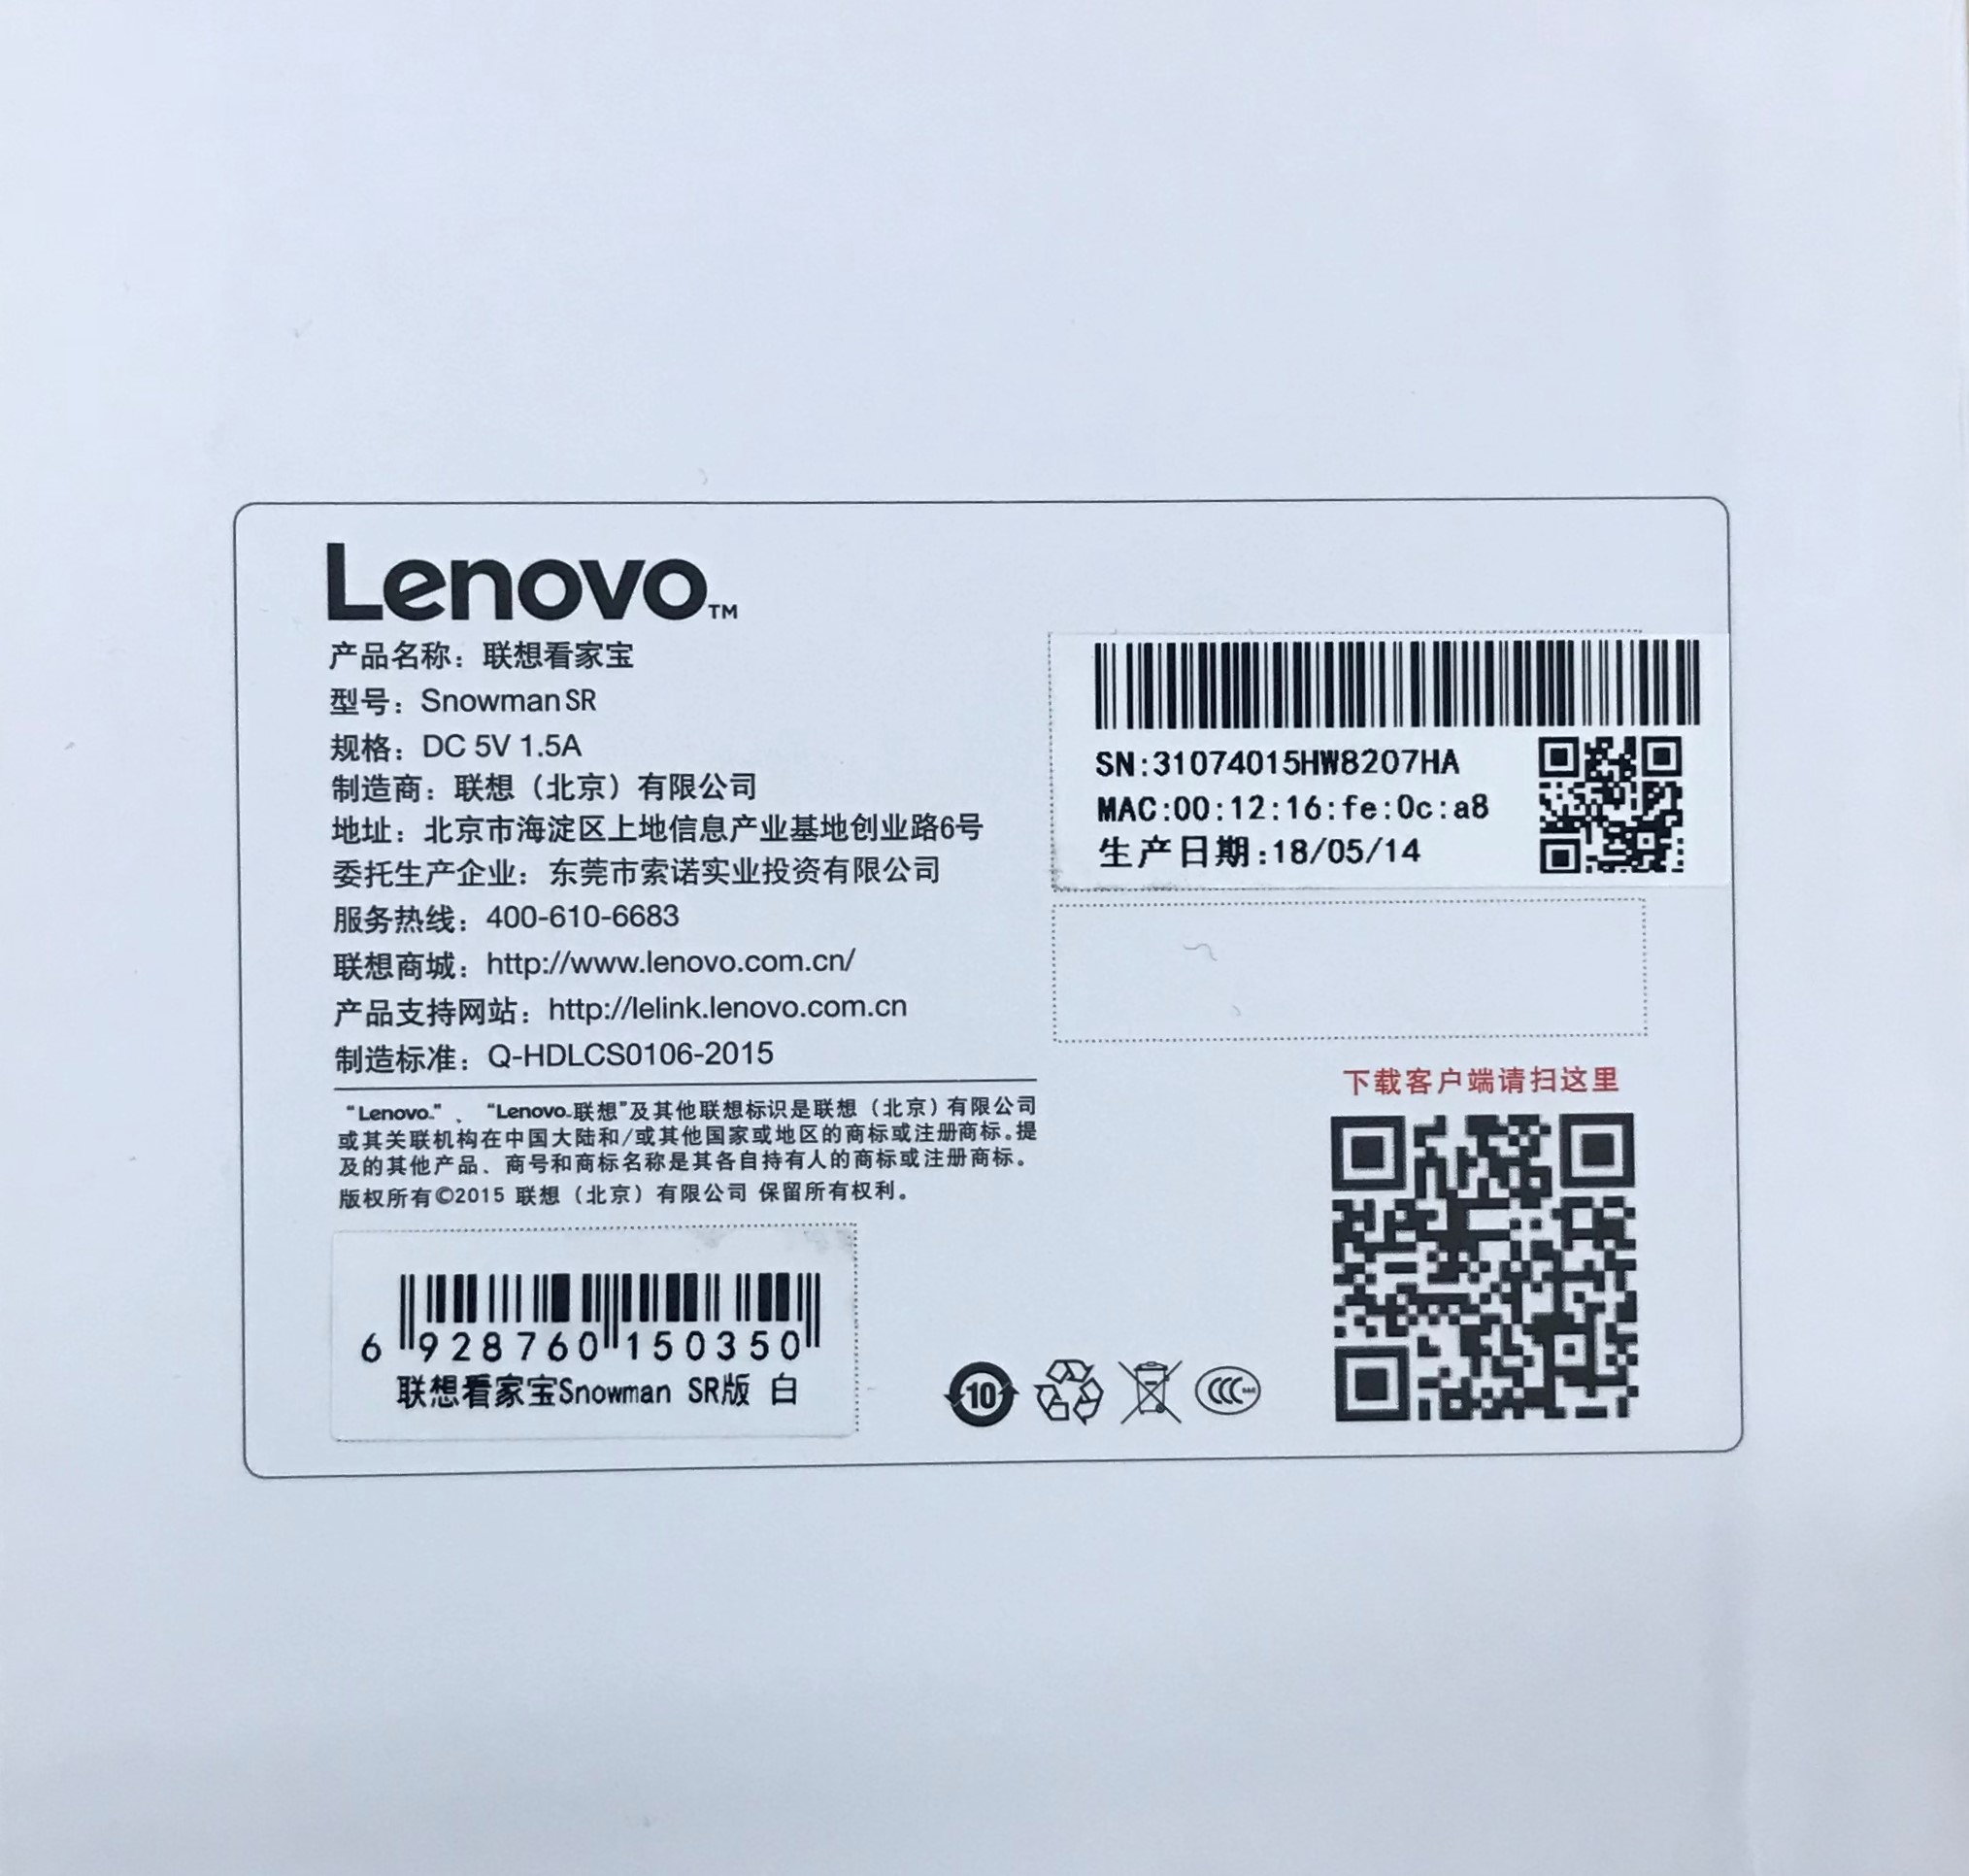 Lenovo™
产品名称：联想看家宝
型号：Snowman SR
规格：DC 5V 1.5A
制造商：联想（北京）有限公司
地址：北京市海淀区上地信息产业基地创业路6号
委托生产企业：东莞市索诺实业投资有限公司
服务热线：400-610-6683
联想商城：http://www.lenovo.com.cn/
产品支持网站：http://lelink.lenovo.com.cn
制造标准：Q-HDLCS0106-2015
“Lenovo™”、“Lenovo™联想”及其他联想标识是联想（北京）有限公司
或其关联机构在中国大陆和/或其他国家或地区的商标或注册商标。提
及的其他产品、商号和商标名称是其各自持有人的商标或注册商标。
版权所有©2015 联想（北京）有限公司 保留所有权利。
6 928760 150350
联想看家宝Snowman SR版 白
SN:31074015HW8207HA
MAC:00:12:16:fe:0c:a8
生产日期:18/05/14
下载客户端请扫这里
10
CCC